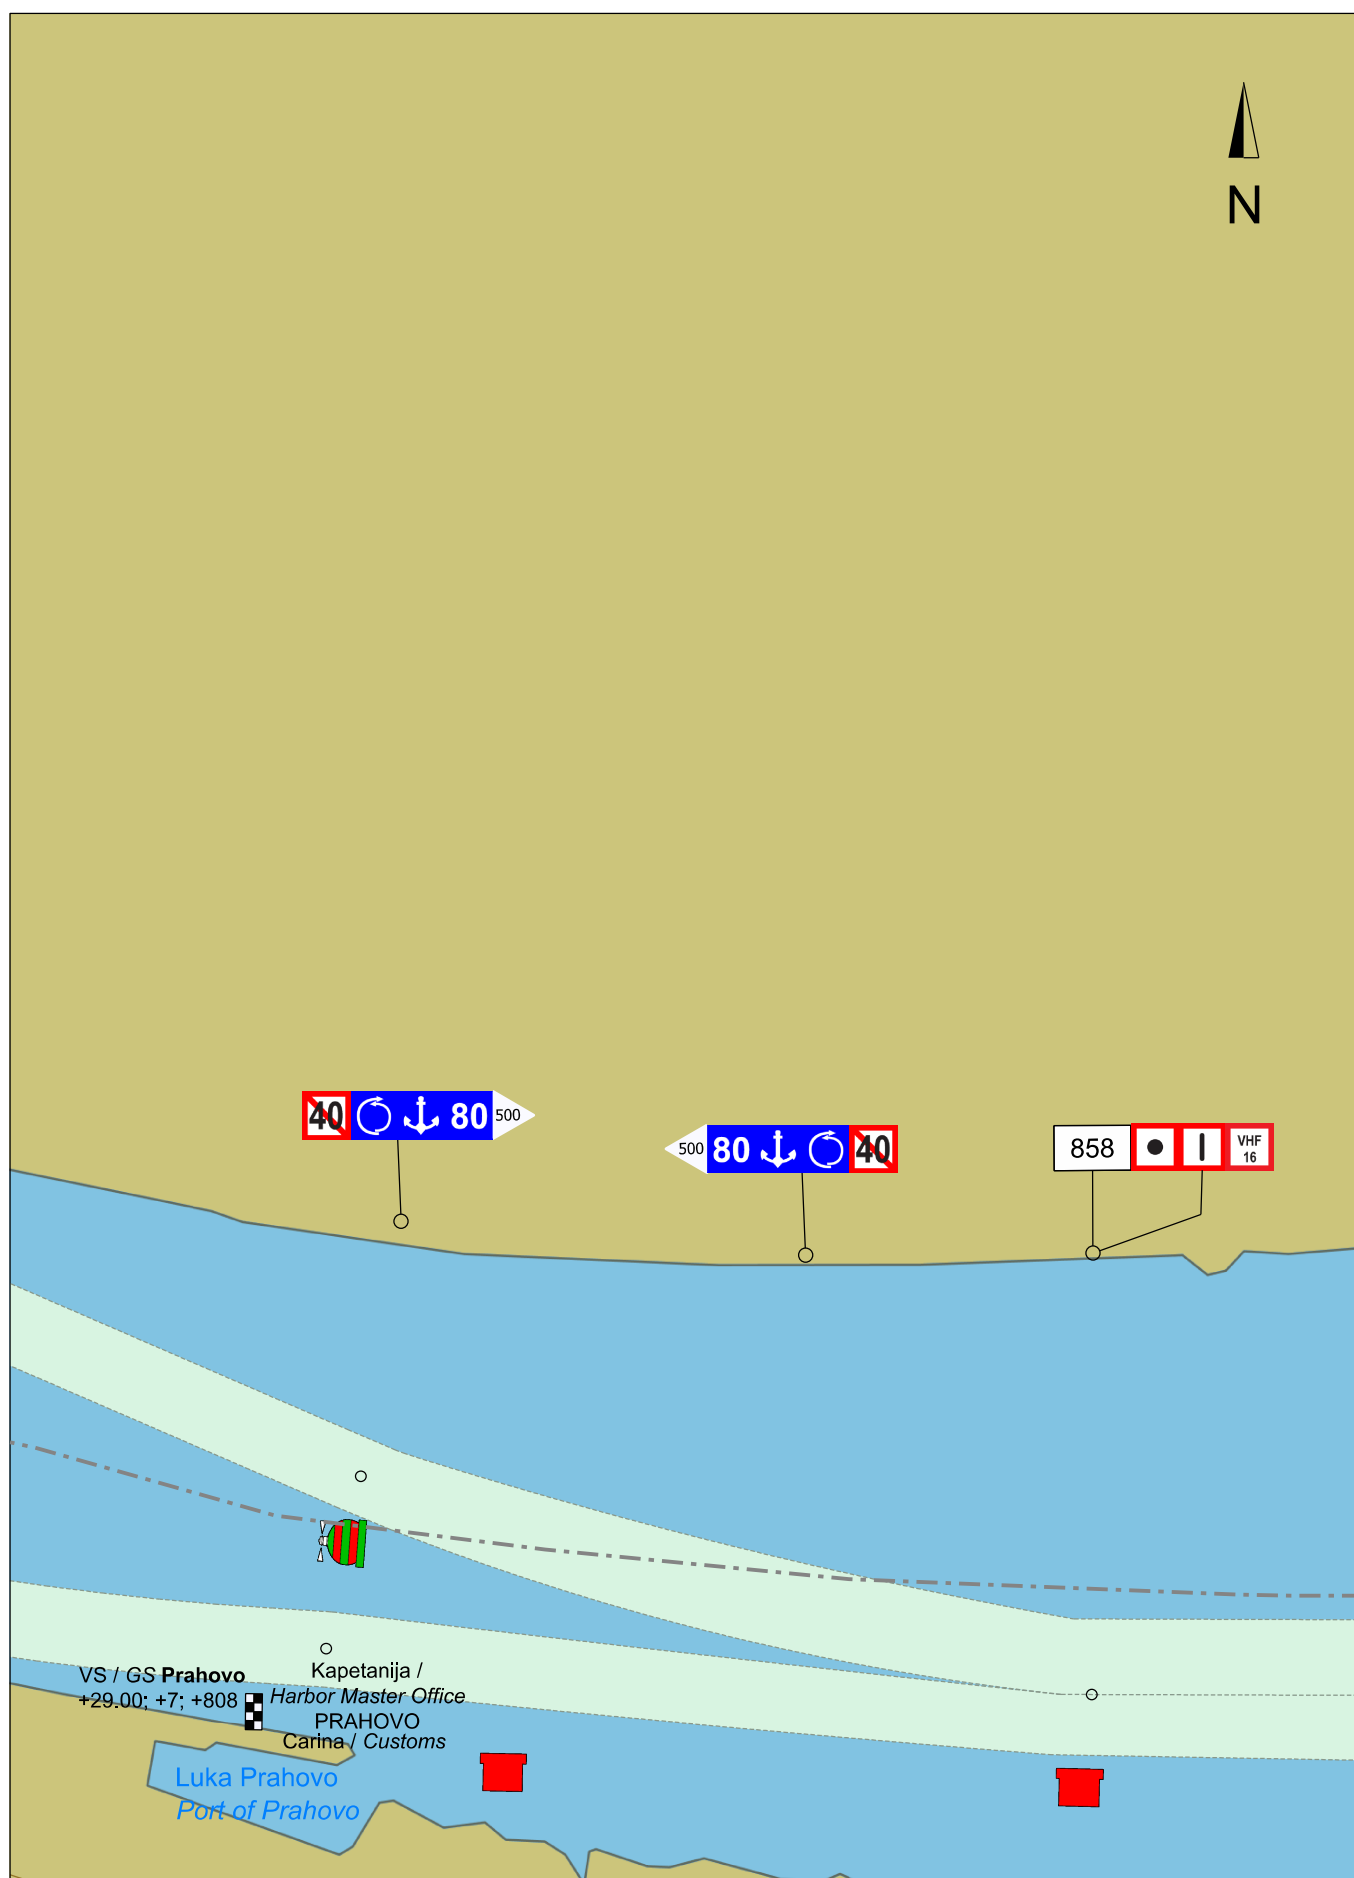 N
40 80 500
500 80 40
858 VHF
16
VS / GS Prahovo
+29.00; +7; +808
Kapetanija /
Harbor Master Office
PRAHOVO
Carina / Customs
Luka Prahovo
Port of Prahovo